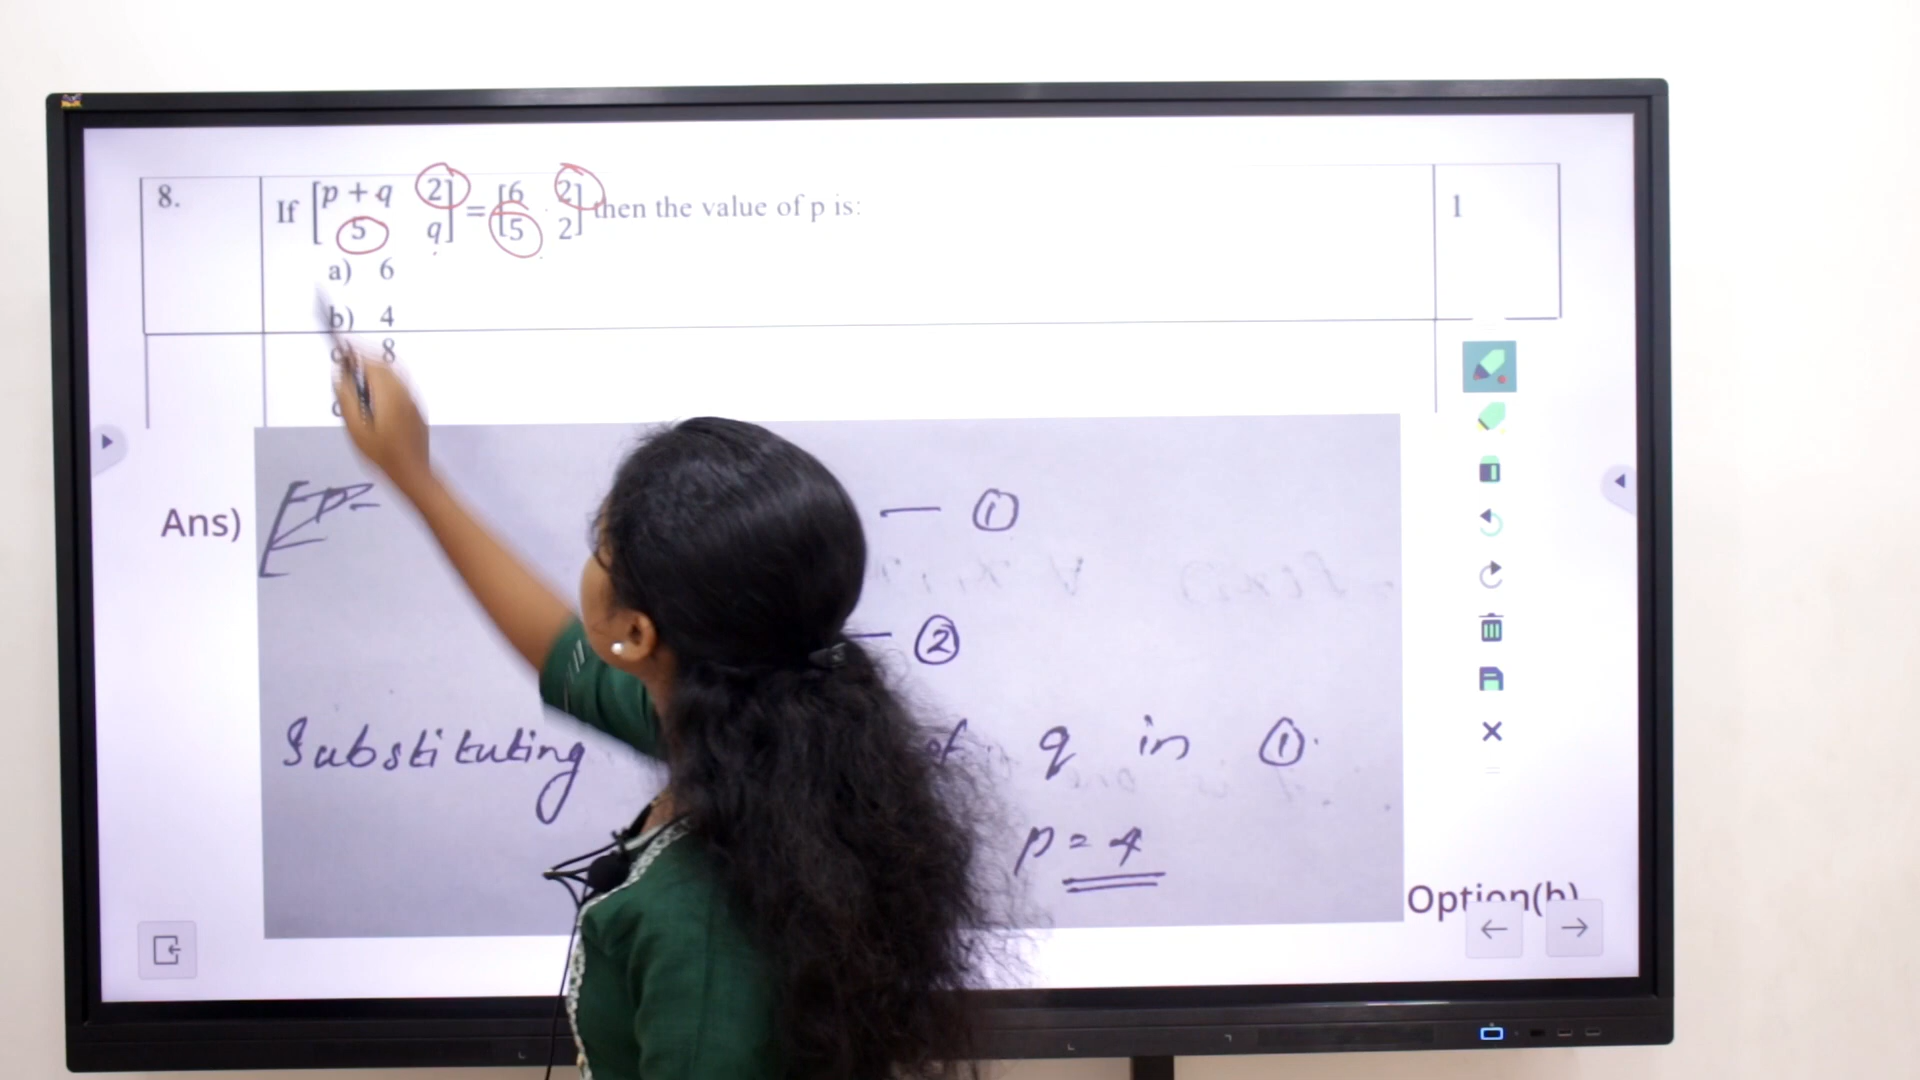 8. If [p + q 2] = [6 2] then the value of p is: 1
[5 q] [5 2]
a) 6
b) 4
8
Ans) [p=
— ①
— ②
Substituting of q in ①.
p = 4
Option(b)